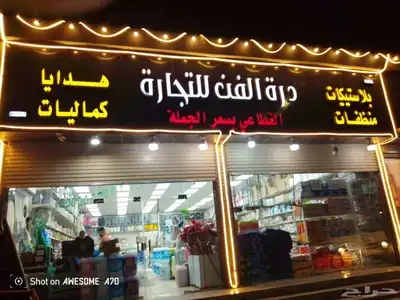 درة الفن للتجارة
القطاعي بسعر الجملة
هدايا
كماليات
بلاستيكات
منظفات
Shot on AWESOME A70
حراج